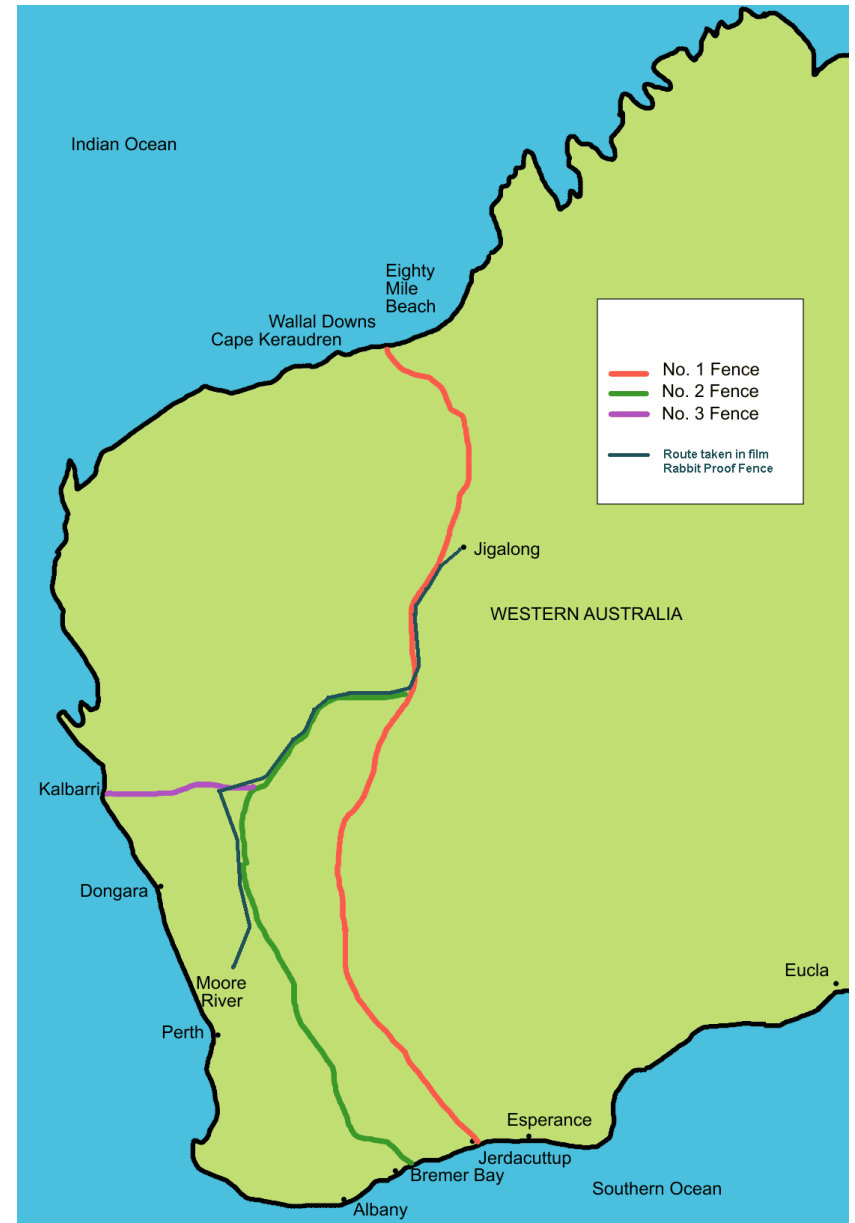 Indian Ocean
Eighty
Mile
Beach
Wallal Downs
Cape Keraudren
No. 1 Fence
No. 2 Fence
No. 3 Fence
Route taken in film
Rabbit Proof Fence
Jigalong
WESTERN AUSTRALIA
Kalbarri
Dongara
Moore
River
Eucla
Perth
Esperance
Jerdacuttup
Bremer Bay
Southern Ocean
Albany